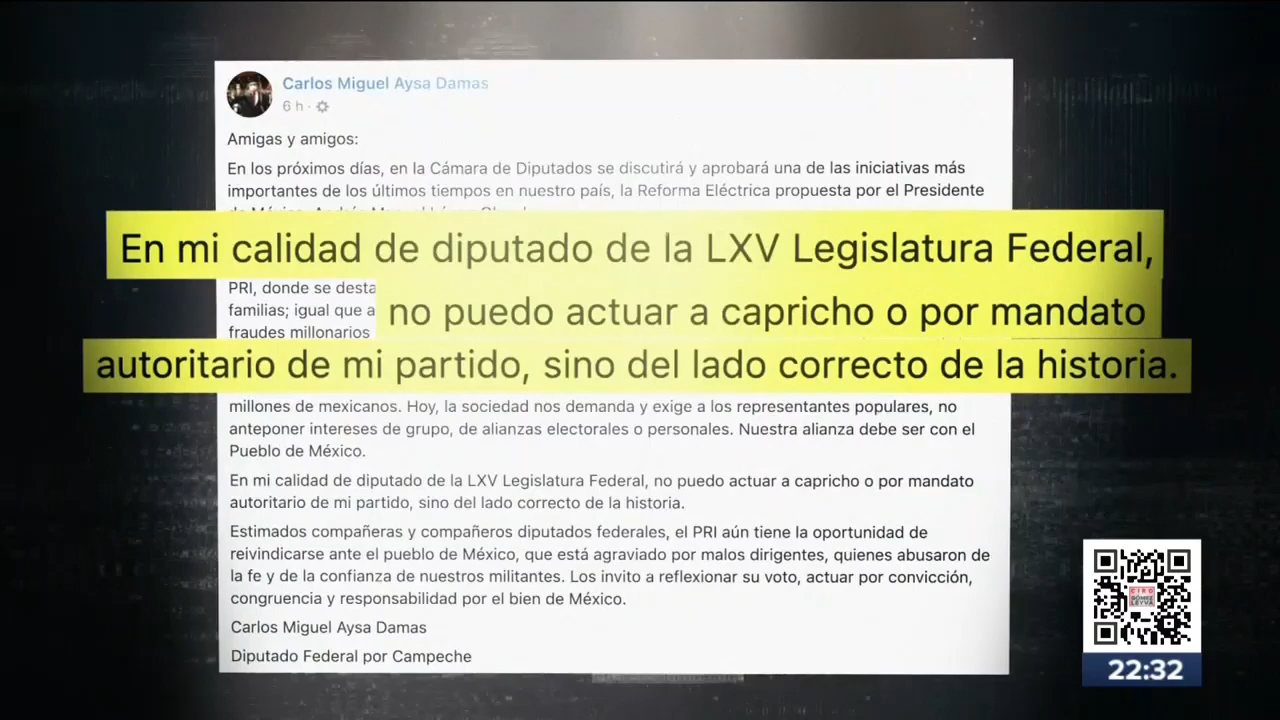 Carlos Miguel Aysa Damas
6 h ·
Amigas y amigos:
En los próximos días, en la Cámara de Diputados se discutirá y aprobará una de las iniciativas más
importantes de los últimos tiempos en nuestro país, la Reforma Eléctrica propuesta por el Presidente
En mi calidad de diputado de la LXV Legislatura Federal,
PRI, donde se desta
familias; igual que a
fraudes millonarios
no puedo actuar a capricho o por mandato
autoritario de mi partido, sino del lado correcto de la historia.
millones de mexicanos. Hoy, la sociedad nos demanda y exige a los representantes populares, no
anteponer intereses de grupo, de alianzas electorales o personales. Nuestra alianza debe ser con el
Pueblo de México.
En mi calidad de diputado de la LXV Legislatura Federal, no puedo actuar a capricho o por mandato
autoritario de mi partido, sino del lado correcto de la historia.
Estimados compañeras y compañeros diputados federales, el PRI aún tiene la oportunidad de
reivindicarse ante el pueblo de México, que está agraviado por malos dirigentes, quienes abusaron de
la fe y de la confianza de nuestros militantes. Los invito a reflexionar su voto, actuar por convicción,
congruencia y responsabilidad por el bien de México.
Carlos Miguel Aysa Damas
Diputado Federal por Campeche
CIRO
GÓMEZ
LEYVA
22:32